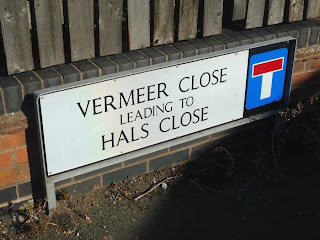 VERMEER CLOSE
LEADING TO
HALS CLOSE